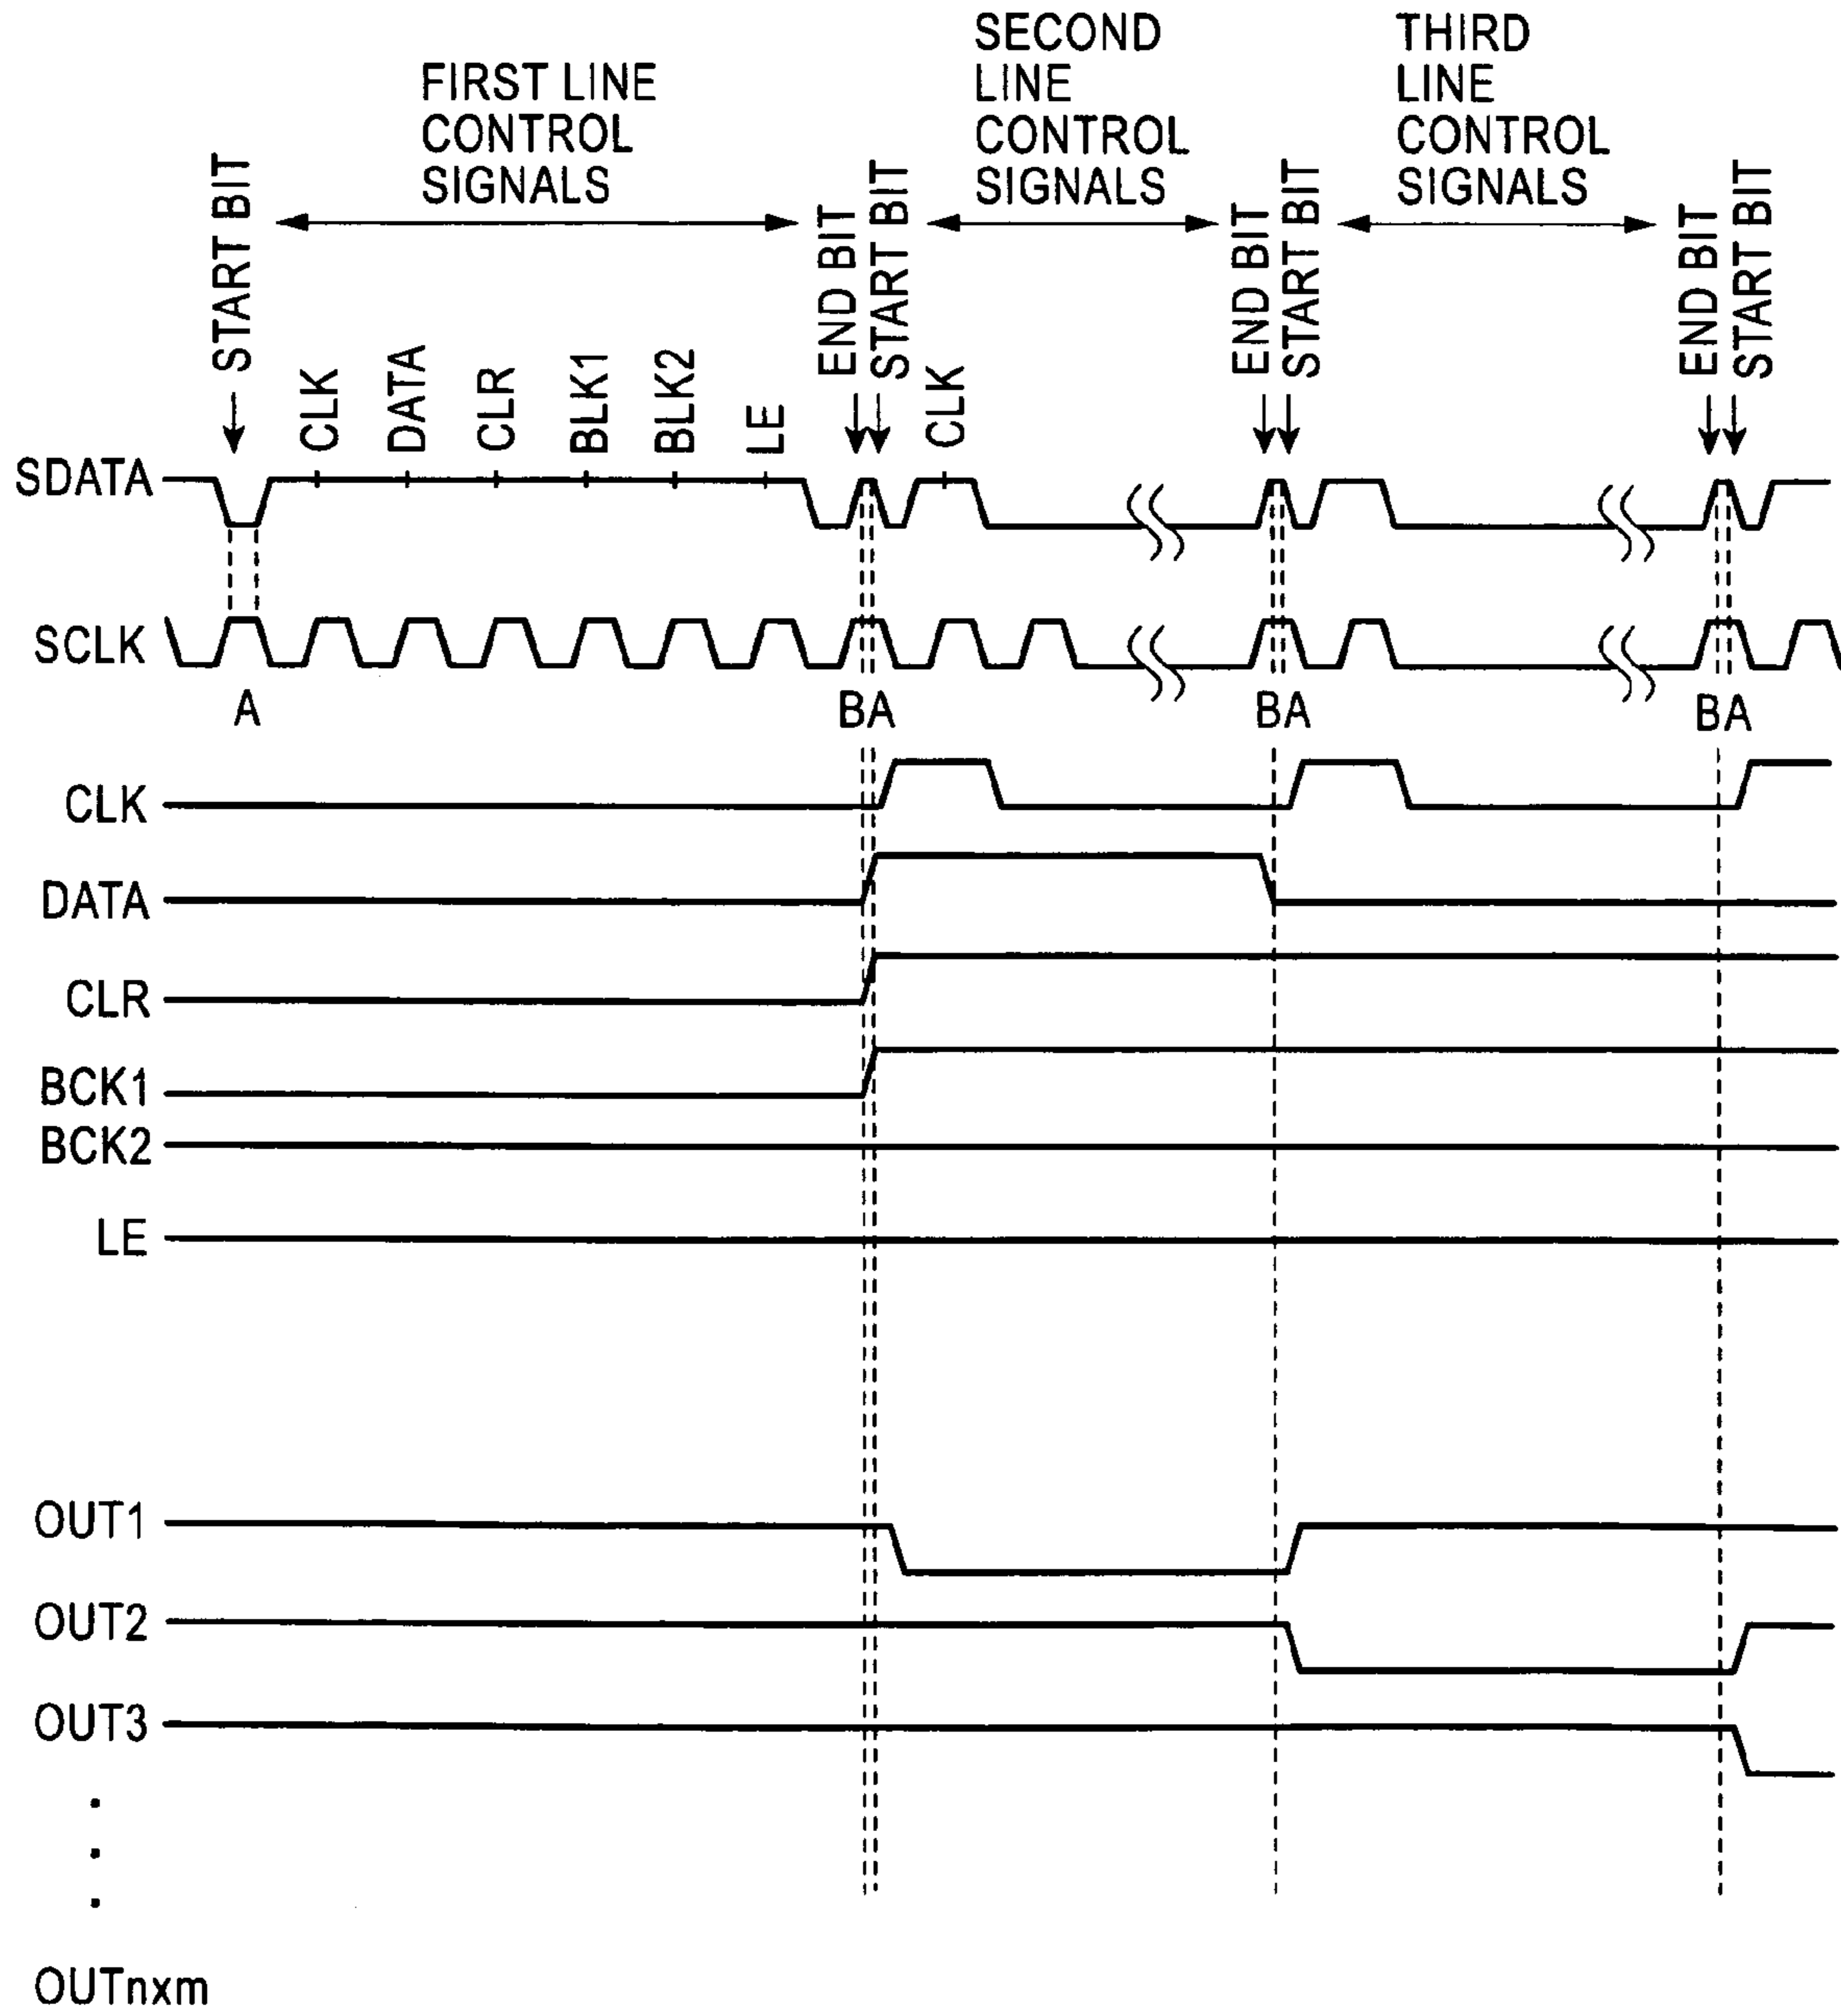 FIRST LINE
CONTROL
SIGNALS
SECOND
LINE
CONTROL
SIGNALS
THIRD
LINE
CONTROL
SIGNALS
START BIT
END BIT
START BIT
END BIT
START BIT
END BIT
START BIT
CLK
DATA
CLR
BLK1
BLK2
LE
CLK
SDATA
SCLK
A
BA
BA
BA
CLK
DATA
CLR
BCK1
BCK2
LE
OUT1
OUT2
OUT3
.
.
.
OUTnxm